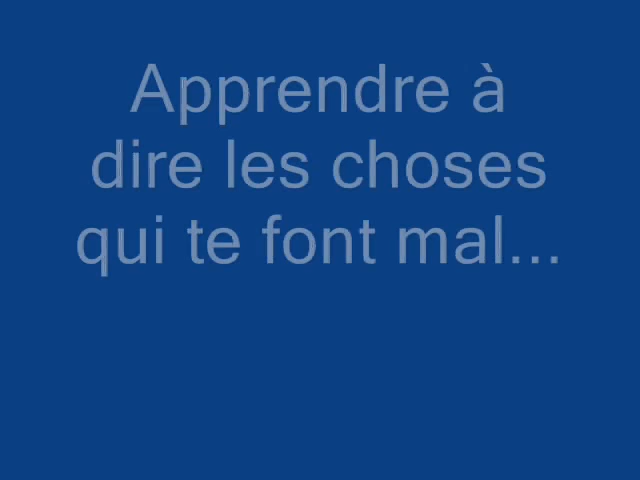 Apprendre à
dire les choses
qui te font mal...